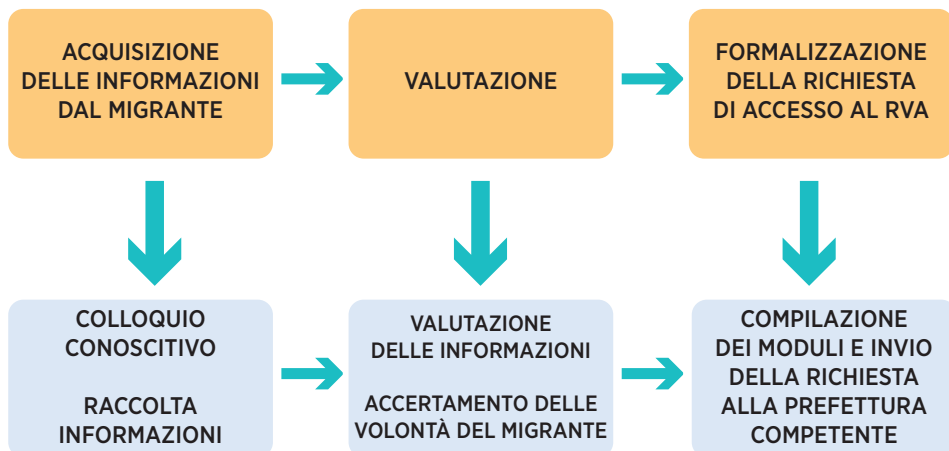 ACQUISIZIONE
DELLE INFORMAZIONI
DAL MIGRANTE
VALUTAZIONE
FORMALIZZAZIONE
DELLA RICHIESTA
DI ACCESSO AL RVA
COLLOQUIO
CONOSCITIVO
RACCOLTA
INFORMAZIONI
VALUTAZIONE
DELLE INFORMAZIONI
ACCERTAMENTO DELLE
VOLONTÀ DEL MIGRANTE
COMPILAZIONE
DEI MODULI E INVIO
DELLA RICHIESTA
ALLA PREFETTURA
COMPETENTE